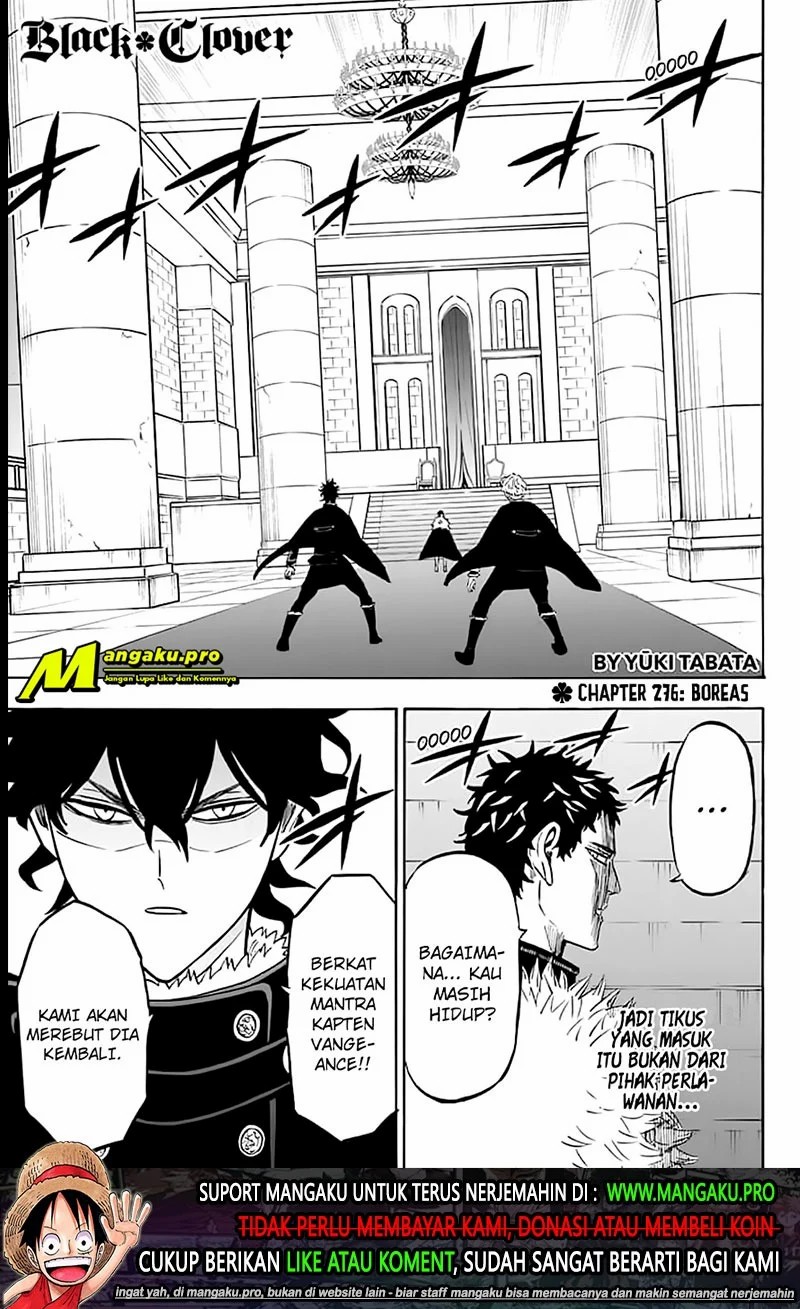 Black Clover
OOOOO
Mangaku.pro
Jangan Lupa Like dan Komennya
BY YŪKI TABATA
CHAPTER 276: BOREAS
OOOOO
...
BAGAIMA-
NA... KAU
MASIH
HIDUP?
JADI TIKUS
YANG MASUK
ITU BUKAN DARI
PIHAK PERLA-
WANAN...
BERKAT
KEKUATAN
MANTRA
KAPTEN
VANGE-
ANCE!!
KAMI AKAN
MEREBUT DIA
KEMBALI.
SUPORT MANGAKU UNTUK TERUS NERJEMAHIN DI : WWW.MANGAKU.PRO
TIDAK PERLU MEMBAYAR KAMI, DONASI ATAU MEMBELI KOIN
CUKUP BERIKAN LIKE ATAU KOMENT, SUDAH SANGAT BERARTI BAGI KAMI
ingat yah, di mangaku.pro, bukan di website lain - biar staff mangaku bisa membacanya dan makin semangat nerjemahin